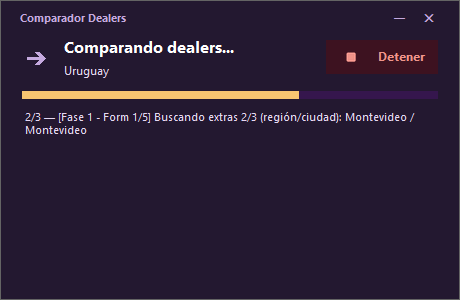 Comparador Dealers
Comparando dealers...
Detener
Uruguay
2/3 — [Fase 1 - Form 1/5] Buscando extras 2/3 (región/ciudad): Montevideo /
Montevideo